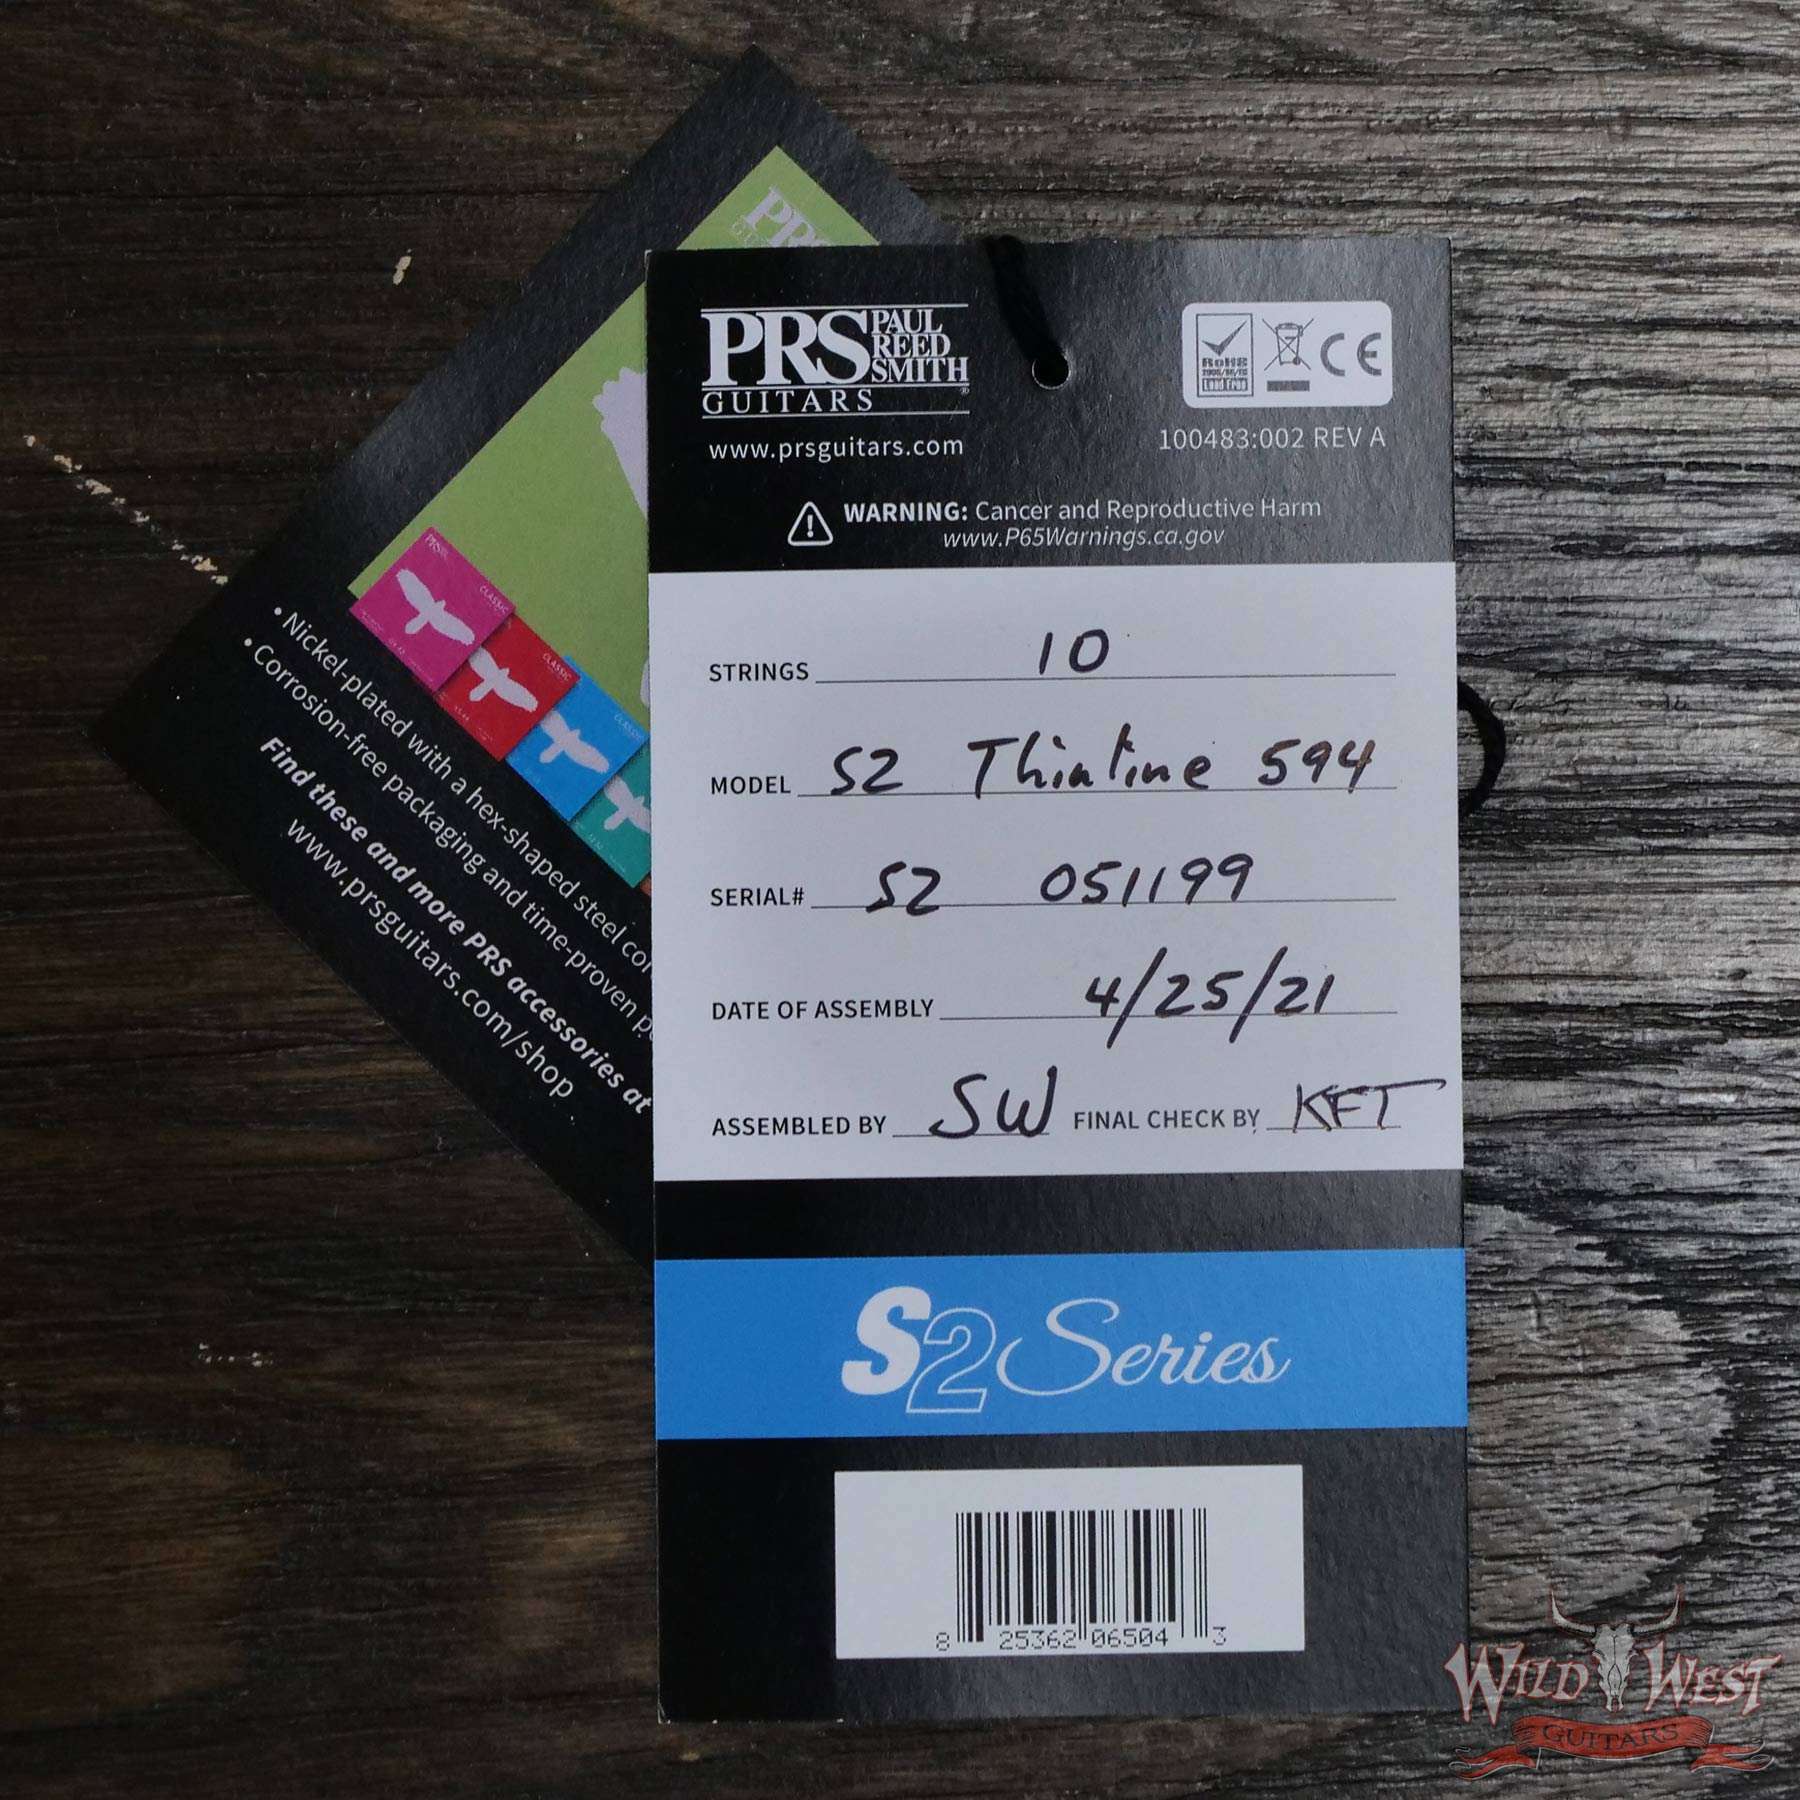 PRS
PRS PAUL
REED
SMITH
GUITARS
www.prsguitars.com
RoHS
Lead Free
CE
100483:002 REV A
WARNING: Cancer and Reproductive Harm
www.P65Warnings.ca.gov
STRINGS 10
MODEL S2 Thinline 594
SERIAL# S2 051199
DATE OF ASSEMBLY 4/25/21
ASSEMBLED BY SW FINAL CHECK BY KFT
S2 Series
8 25362 06504 3
PRS
CLASSIC
CLASSIC
CLASSIC
• Nickel-plated with a hex-shaped steel
• Corrosion-free packaging and time-proven
Find these and more PRS accessories at
www.prsguitars.com/shop
WILD WEST
GUITARS